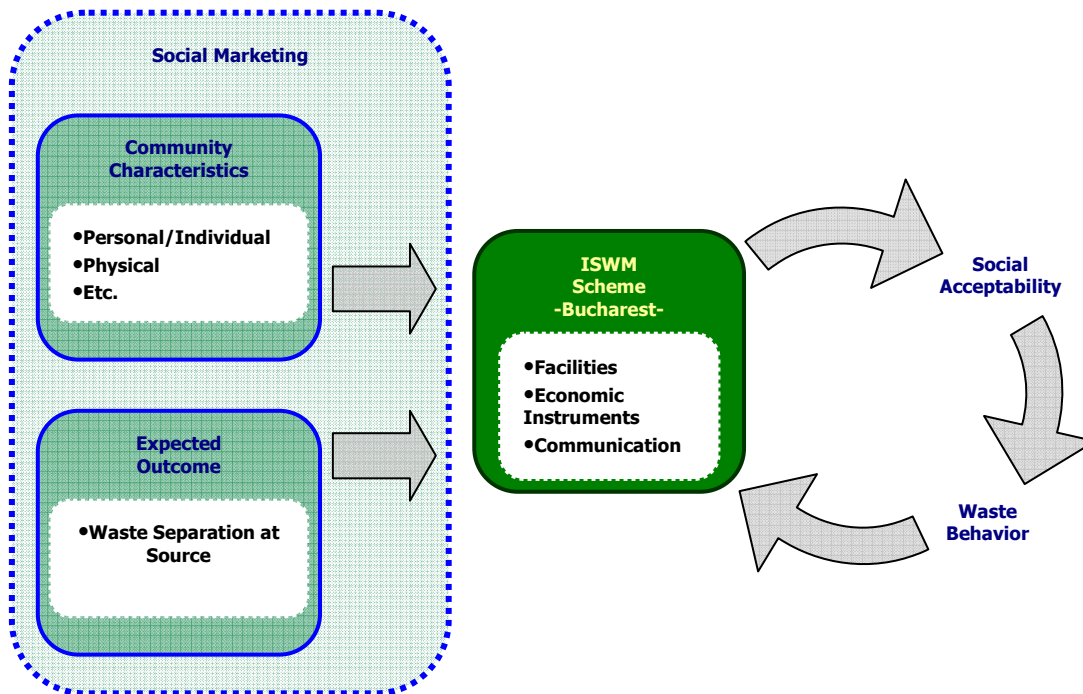 Social Marketing
Community
Characteristics
•Personal/Individual
•Physical
•Etc.
Expected
Outcome
•Waste Separation at
Source
ISWM
Scheme
-Bucharest-
•Facilities
•Economic
Instruments
•Communication
Social
Acceptability
Waste
Behavior